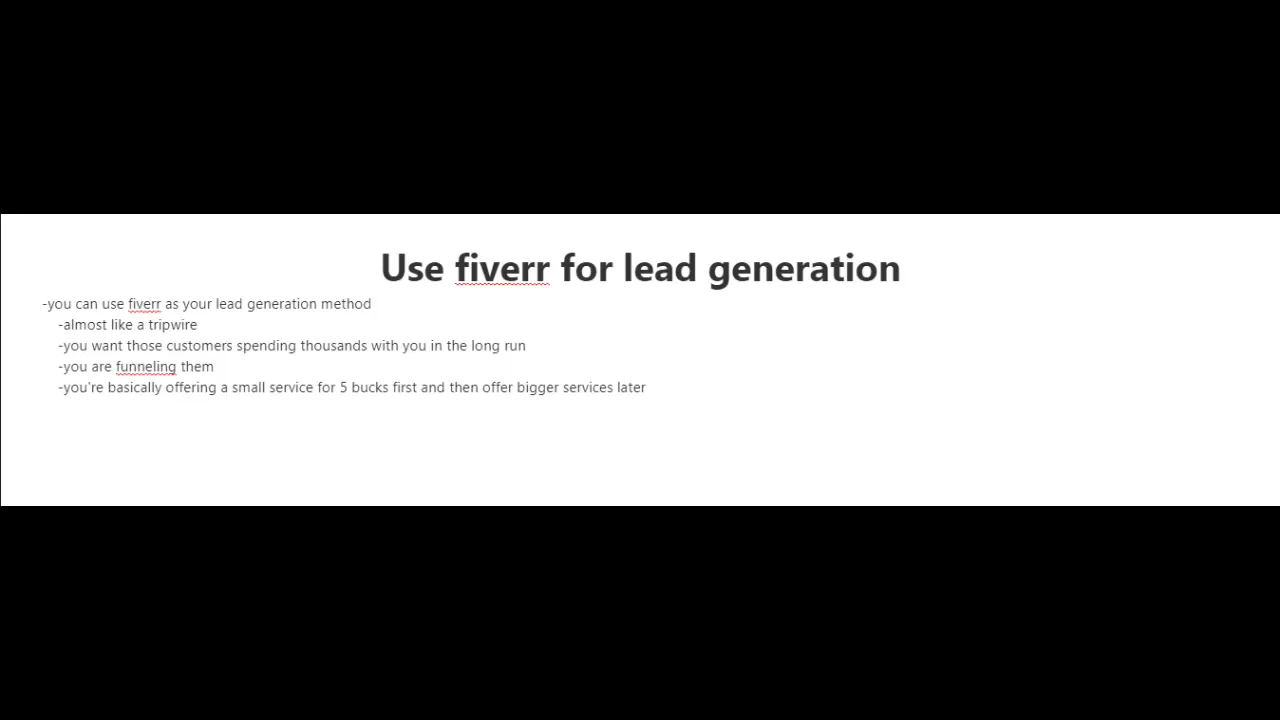 Use fiverr for lead generation
-you can use fiverr as your lead generation method
-almost like a tripwire
-you want those customers spending thousands with you in the long run
-you are funneling them
-you're basically offering a small service for 5 bucks first and then offer bigger services later